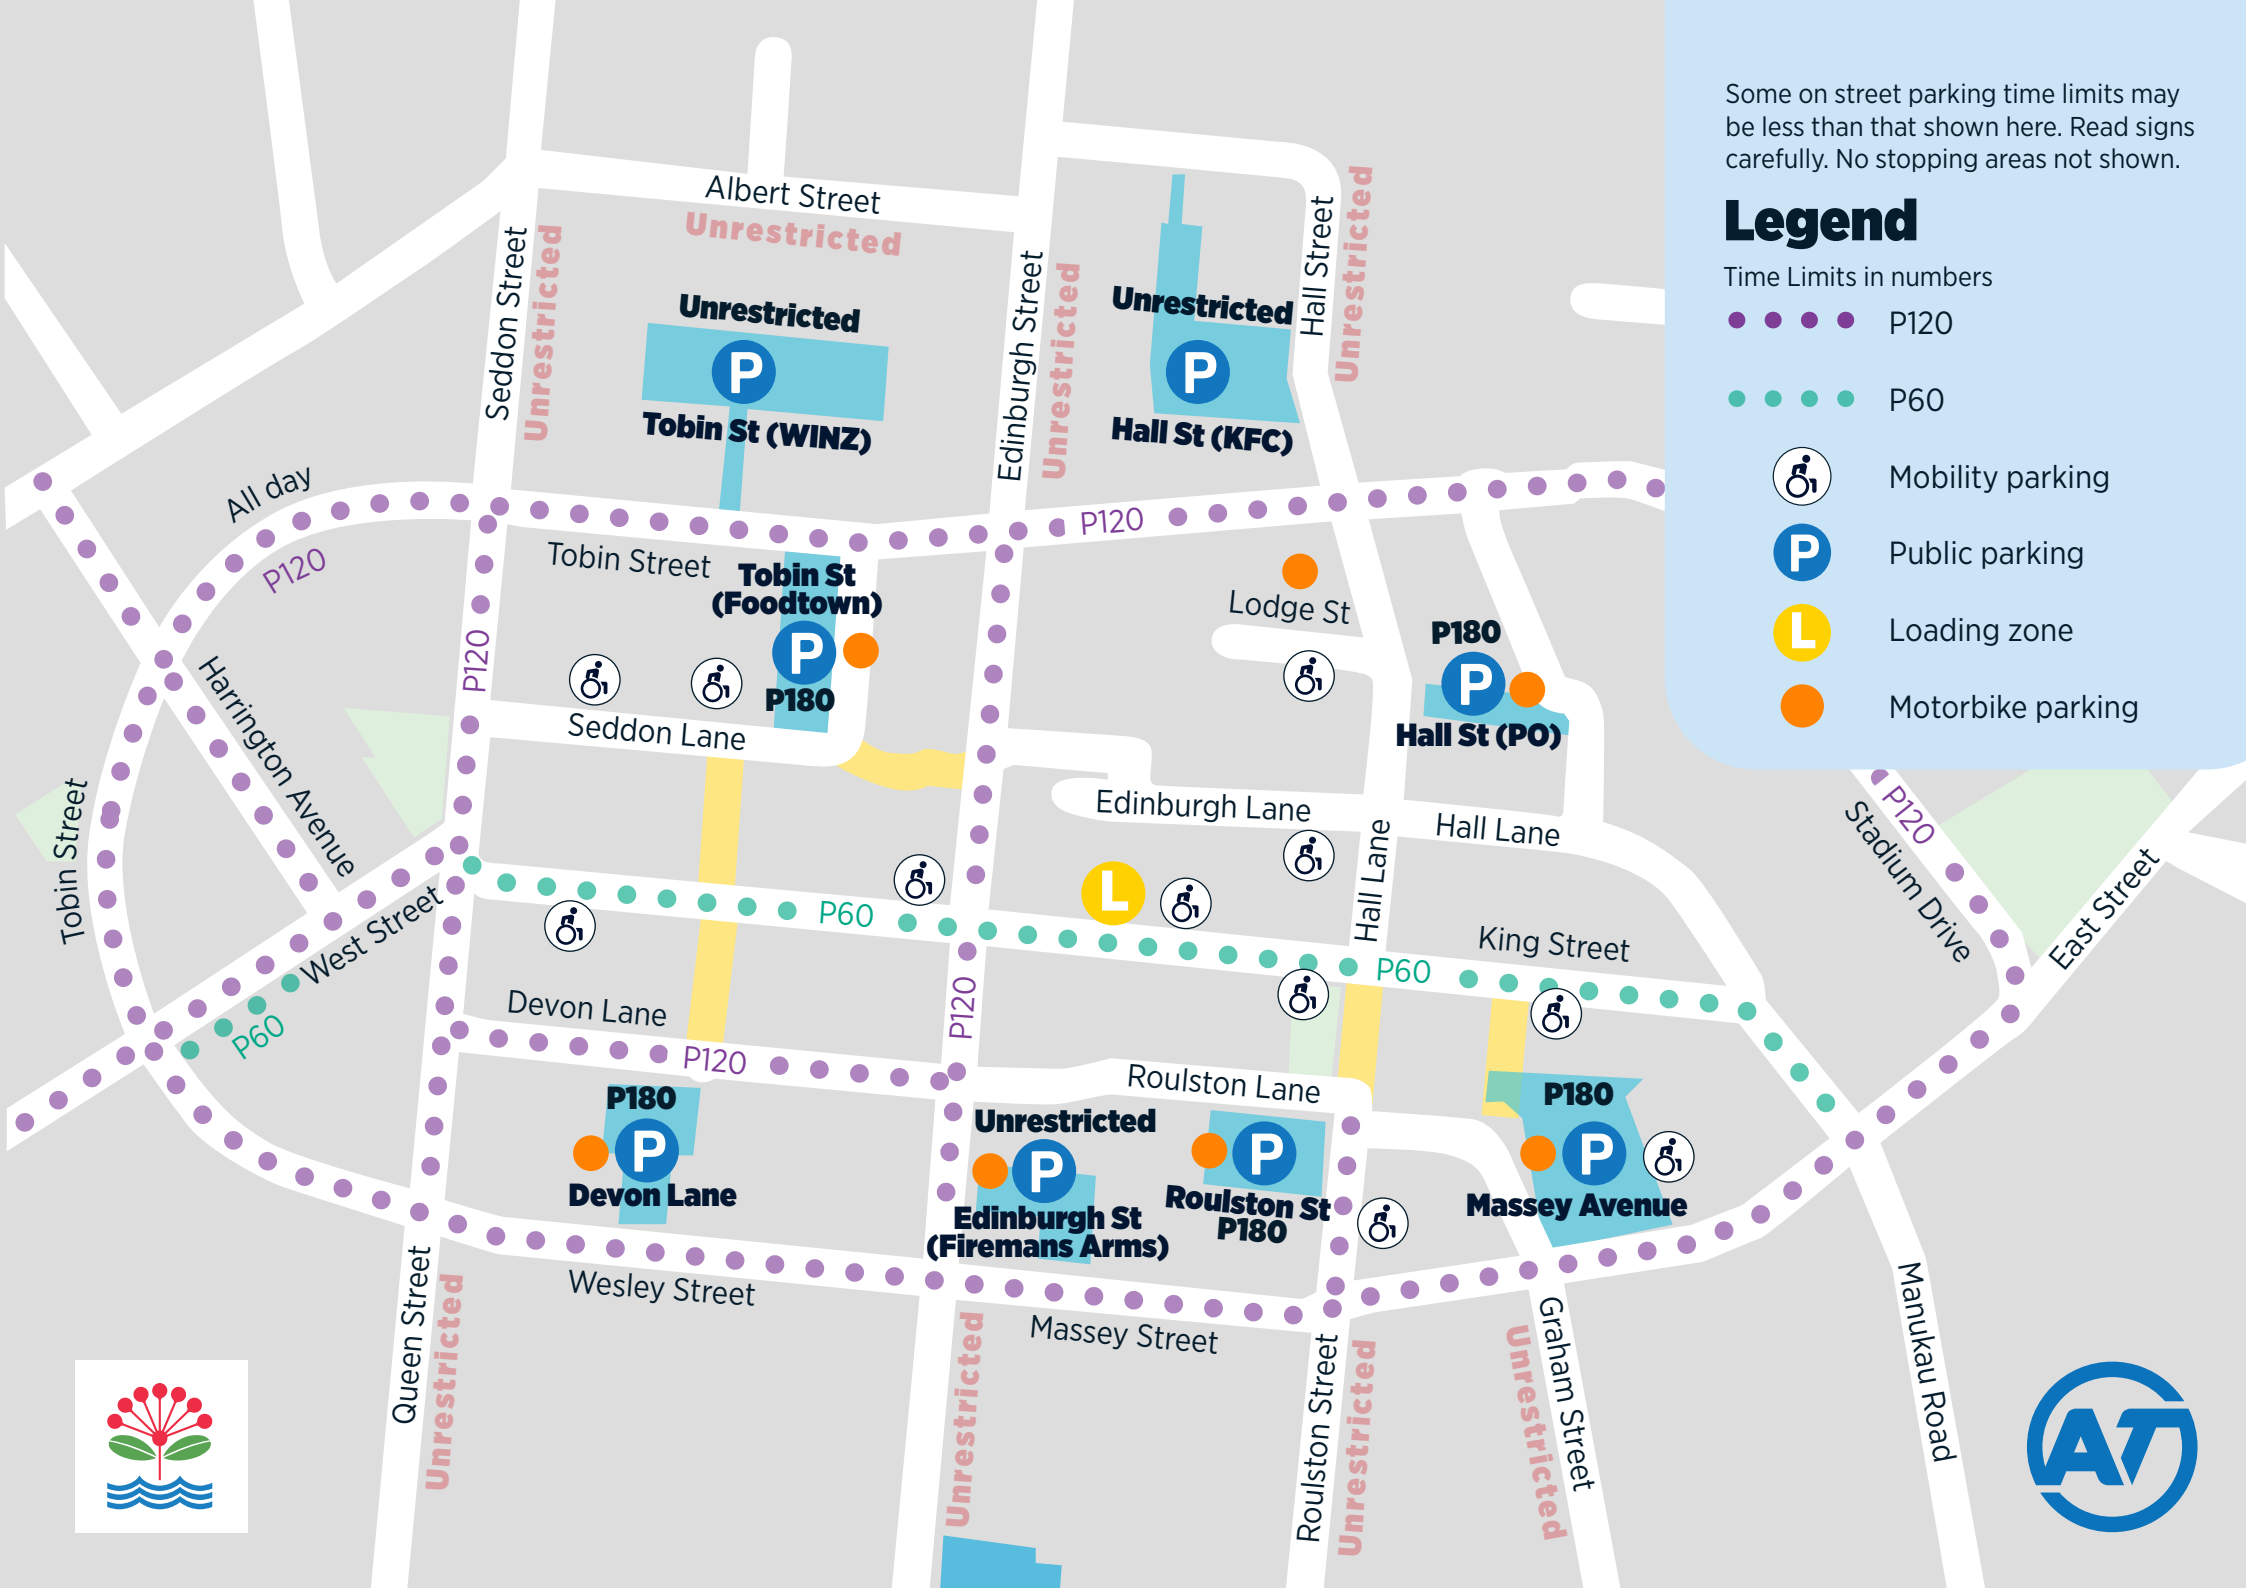 Some on street parking time limits may
be less than that shown here. Read signs
carefully. No stopping areas not shown.
Legend
Time Limits in numbers
P120
P60
Mobility parking
P
Public parking
L
Loading zone
Motorbike parking
Albert Street
Unrestricted
Seddon Street
Unrestricted
Edinburgh Street
Unrestricted
Hall Street
Unrestricted
Unrestricted
P
Tobin St (WINZ)
Unrestricted
P
Hall St (KFC)
All day
P120
P120
Tobin Street
Tobin St
(Foodtown)
P
P180
Lodge St
P180
P
Hall St (PO)
P120
Harrington Avenue
Seddon Lane
Tobin Street
Edinburgh Lane
Hall Lane
Hall Lane
P120
Stadium Drive
East Street
L
P60
West Street
P60
King Street
P60
Devon Lane
P120
P120
Roulston Lane
P180
P
Devon Lane
Unrestricted
P
Edinburgh St
(Firemans Arms)
P
Roulston St
P180
P180
P
Massey Avenue
Wesley Street
Massey Street
Queen Street
Unrestricted
Unrestricted
Roulston Street
Unrestricted
Graham Street
Unrestricted
Manukau Road
AT